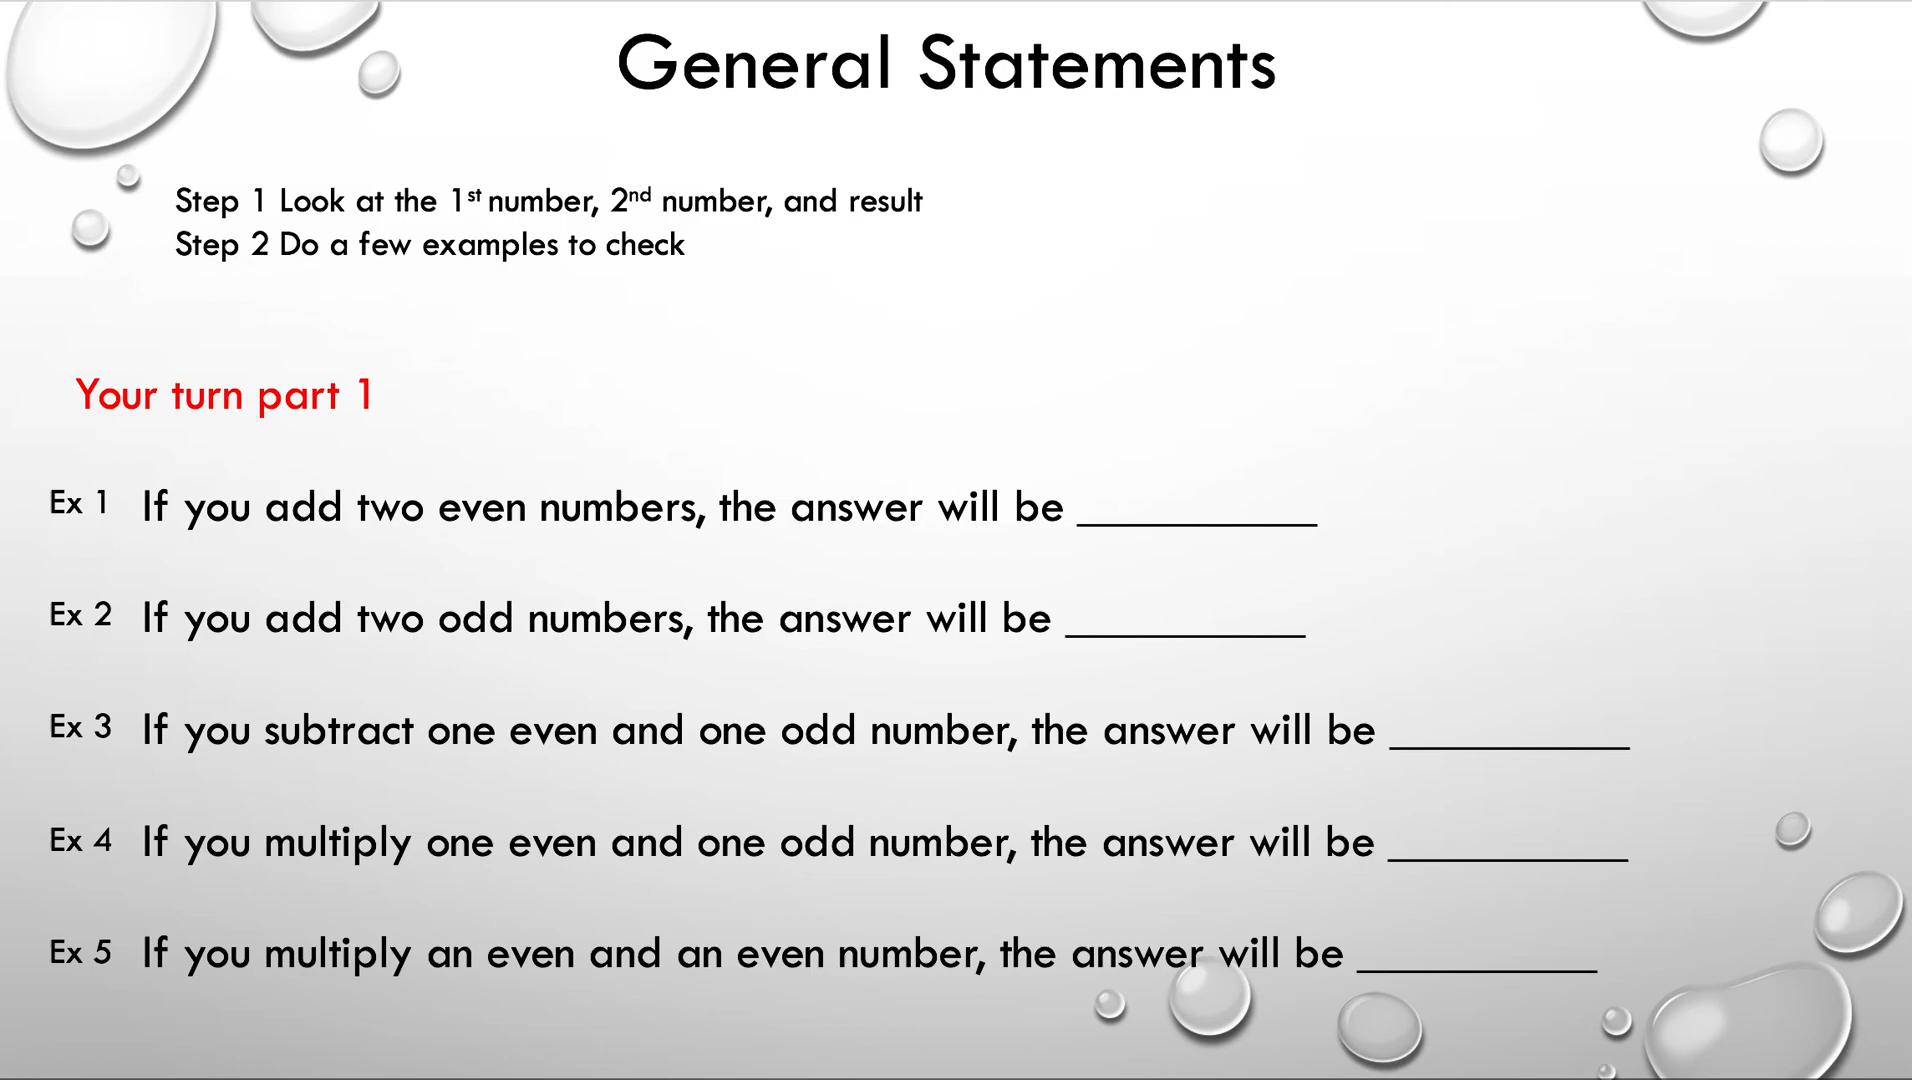 General Statements
Step 1 Look at the 1st number, 2nd number, and result
Step 2 Do a few examples to check
Your turn part 1
Ex 1 If you add two even numbers, the answer will be __________
Ex 2 If you add two odd numbers, the answer will be __________
Ex 3 If you subtract one even and one odd number, the answer will be __________
Ex 4 If you multiply one even and one odd number, the answer will be __________
Ex 5 If you multiply an even and an even number, the answer will be __________